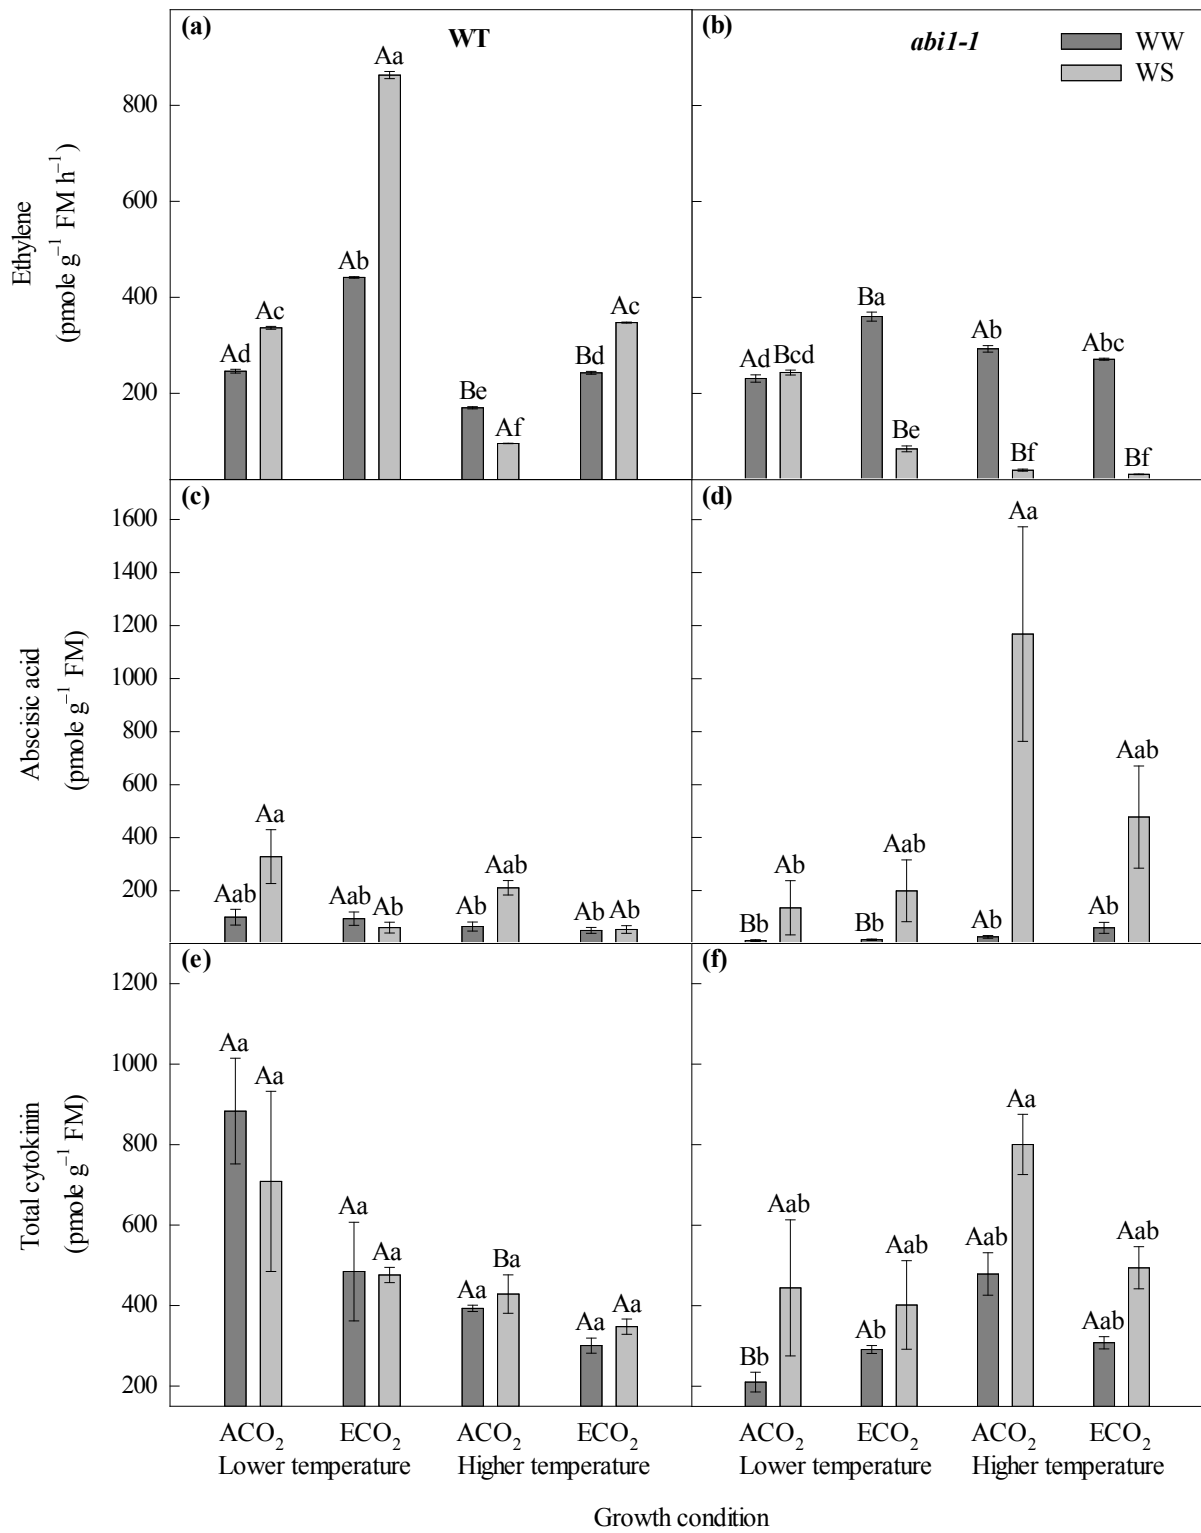 (a) WT
(b) abi1-1
WW
WS
Ethylene
(pmole g⁻¹ FM h⁻¹)
800
600
400
200
Ad Ac Ab Aa Be Af Bd Ac
Ad Bcd Ba Be Ab Bf Abc Bf
(c)
(d)
Abscisic acid
(pmole g⁻¹ FM)
1600
1400
1200
1000
800
600
400
200
Aab Aa Aab Ab Ab Aab Ab Ab
Bb Ab Bb Aab Ab Aa Ab Aab
(e)
(f)
Total cytokinin
(pmole g⁻¹ FM)
1200
1000
800
600
400
200
Aa Aa Aa Aa Aa Ba Aa Aa
Bb Aab Ab Aab Aab Aa Aab Aab
ACO₂ ECO₂ ACO₂ ECO₂ ACO₂ ECO₂ ACO₂ ECO₂
Lower temperature Higher temperature Lower temperature Higher temperature
Growth condition